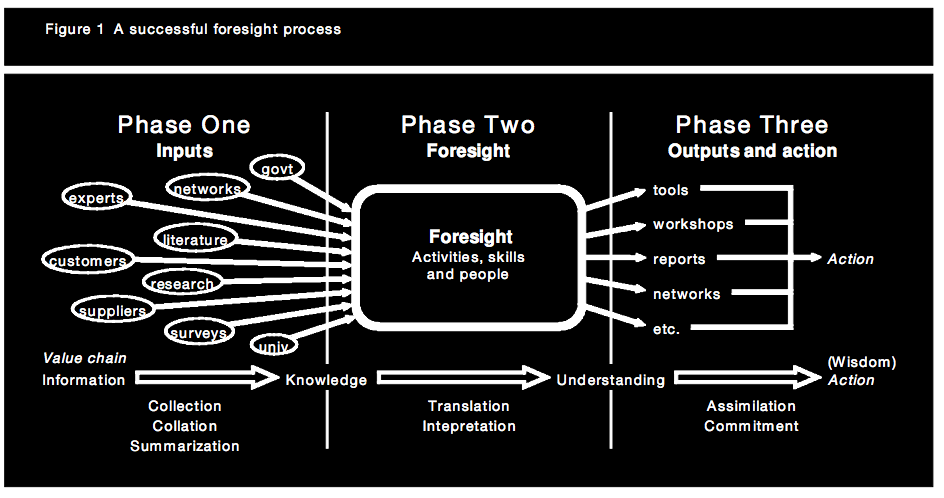 Figure 1 A successful foresight process
Phase One
Inputs
govt
networks
experts
literature
customers
research
suppliers
surveys
univ
Phase Two
Foresight
Foresight
Activities, skills
and people
Phase Three
Outputs and action
tools
workshops
reports
networks
etc.
Action
Value chain
Information
Knowledge
Understanding
(Wisdom)
Action
Collection
Collation
Summarization
Translation
Intepretation
Assimilation
Commitment